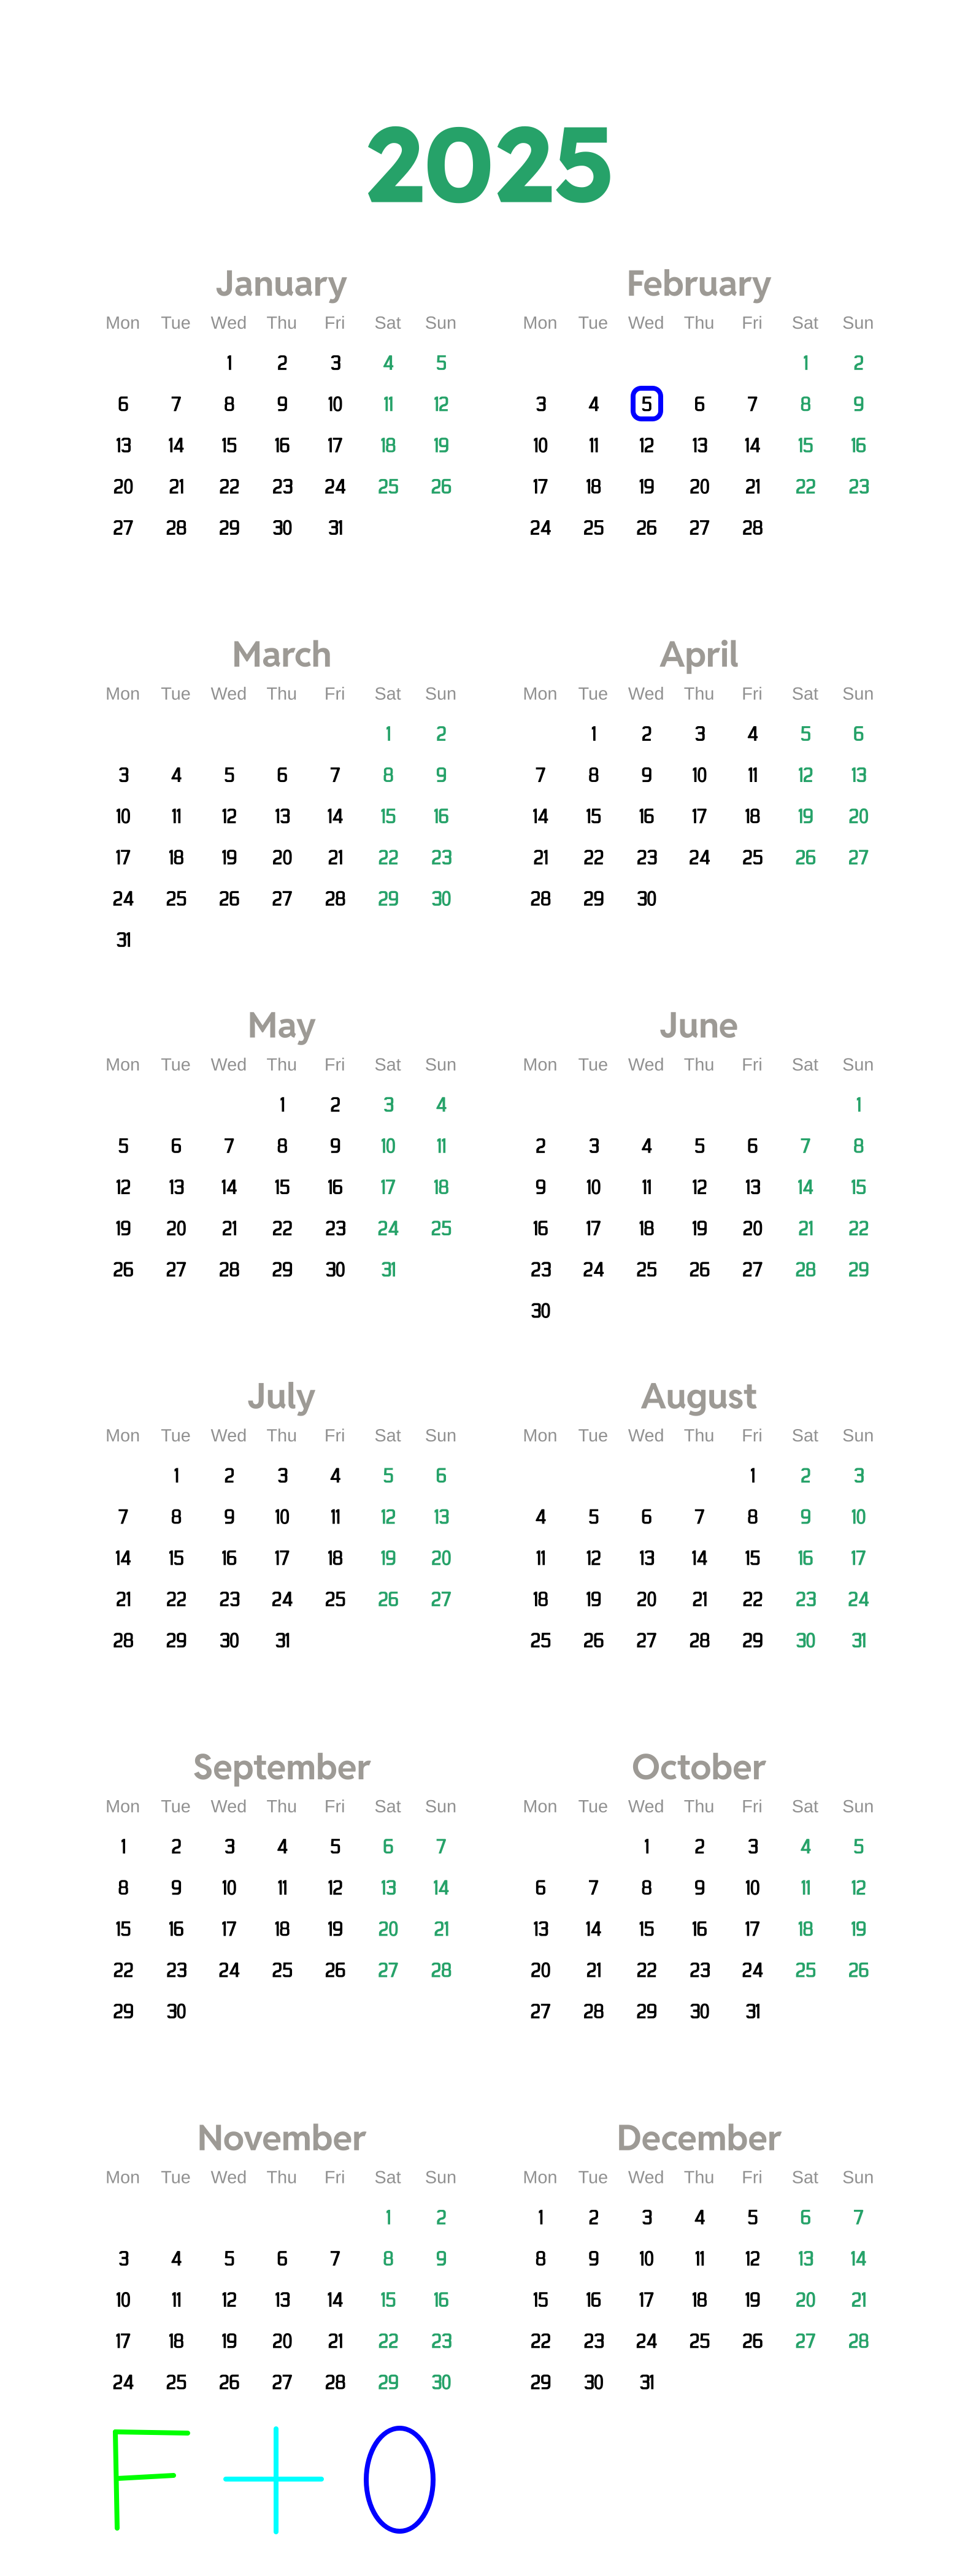 2025
January February
Mon Tue Wed Thu Fri Sat Sun Mon Tue Wed Thu Fri Sat Sun
1 2 3 4 5 1 2
6 7 8 9 10 11 12 3 4 5 6 7 8 9
13 14 15 16 17 18 19 10 11 12 13 14 15 16
20 21 22 23 24 25 26 17 18 19 20 21 22 23
27 28 29 30 31 24 25 26 27 28
March April
Mon Tue Wed Thu Fri Sat Sun Mon Tue Wed Thu Fri Sat Sun
1 2 1 2 3 4 5 6
3 4 5 6 7 8 9 7 8 9 10 11 12 13
10 11 12 13 14 15 16 14 15 16 17 18 19 20
17 18 19 20 21 22 23 21 22 23 24 25 26 27
24 25 26 27 28 29 30 28 29 30
31
May June
Mon Tue Wed Thu Fri Sat Sun Mon Tue Wed Thu Fri Sat Sun
1 2 3 4 1
5 6 7 8 9 10 11 2 3 4 5 6 7 8
12 13 14 15 16 17 18 9 10 11 12 13 14 15
19 20 21 22 23 24 25 16 17 18 19 20 21 22
26 27 28 29 30 31 23 24 25 26 27 28 29
30
July August
Mon Tue Wed Thu Fri Sat Sun Mon Tue Wed Thu Fri Sat Sun
1 2 3 4 5 6 1 2 3
7 8 9 10 11 12 13 4 5 6 7 8 9 10
14 15 16 17 18 19 20 11 12 13 14 15 16 17
21 22 23 24 25 26 27 18 19 20 21 22 23 24
28 29 30 31 25 26 27 28 29 30 31
September October
Mon Tue Wed Thu Fri Sat Sun Mon Tue Wed Thu Fri Sat Sun
1 2 3 4 5 6 7 1 2 3 4 5
8 9 10 11 12 13 14 6 7 8 9 10 11 12
15 16 17 18 19 20 21 13 14 15 16 17 18 19
22 23 24 25 26 27 28 20 21 22 23 24 25 26
29 30 27 28 29 30 31
November December
Mon Tue Wed Thu Fri Sat Sun Mon Tue Wed Thu Fri Sat Sun
1 2 1 2 3 4 5 6 7
3 4 5 6 7 8 9 8 9 10 11 12 13 14
10 11 12 13 14 15 16 15 16 17 18 19 20 21
17 18 19 20 21 22 23 22 23 24 25 26 27 28
24 25 26 27 28 29 30 29 30 31
F + O